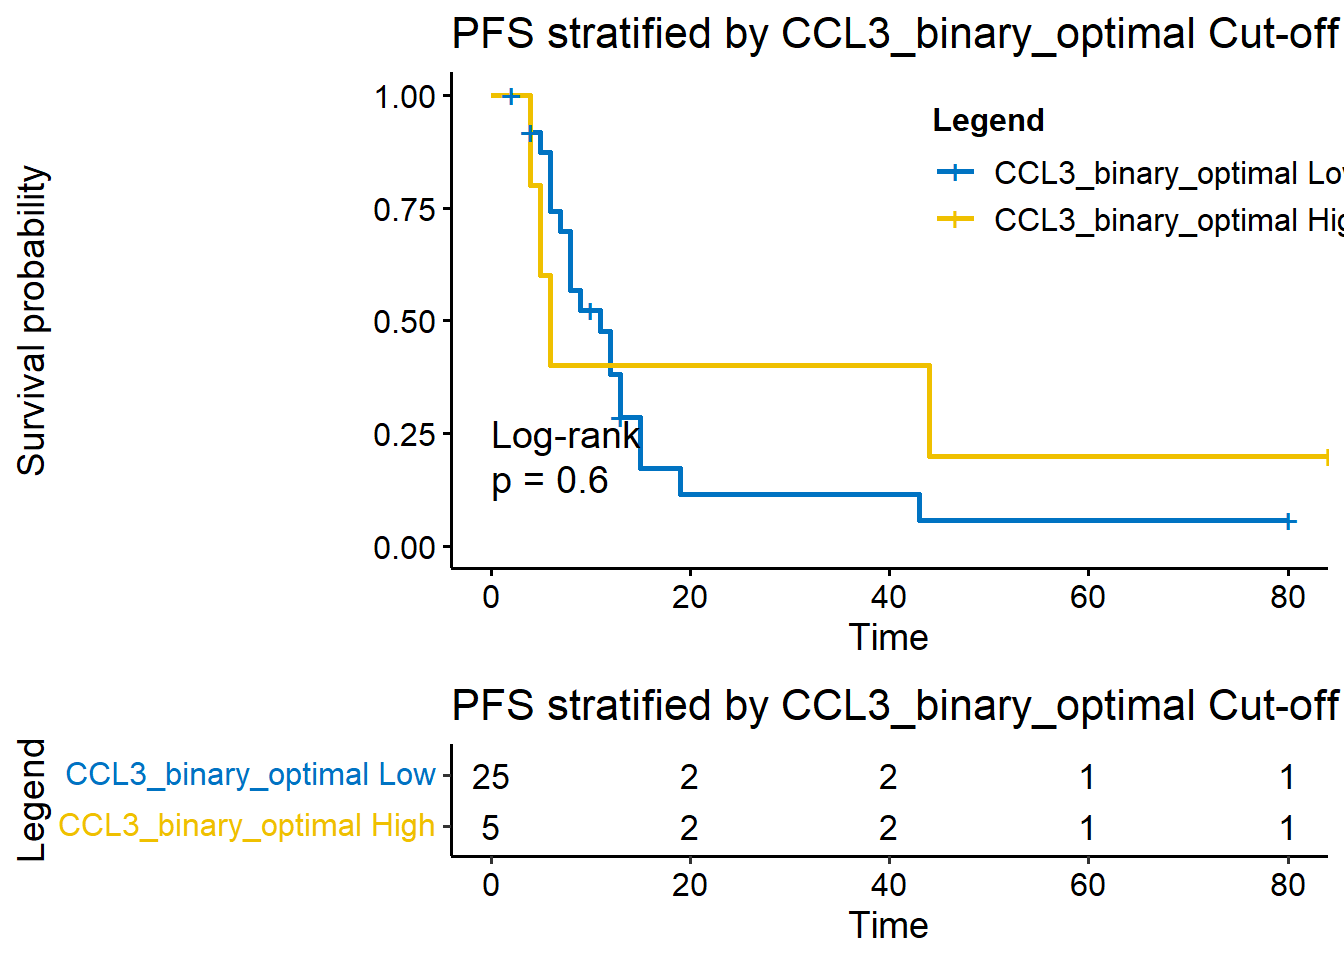 PFS stratified by CCL3_binary_optimal Cut-off
Survival probability
1.00
0.75
0.50
0.25
0.00
Legend
CCL3_binary_optimal Lov
CCL3_binary_optimal Hig
Log-rank
p = 0.6
0 20 40 60 80
Time
PFS stratified by CCL3_binary_optimal Cut-off
Legend
CCL3_binary_optimal Low 25 2 2 1 1
CCL3_binary_optimal High 5 2 2 1 1
0 20 40 60 80
Time